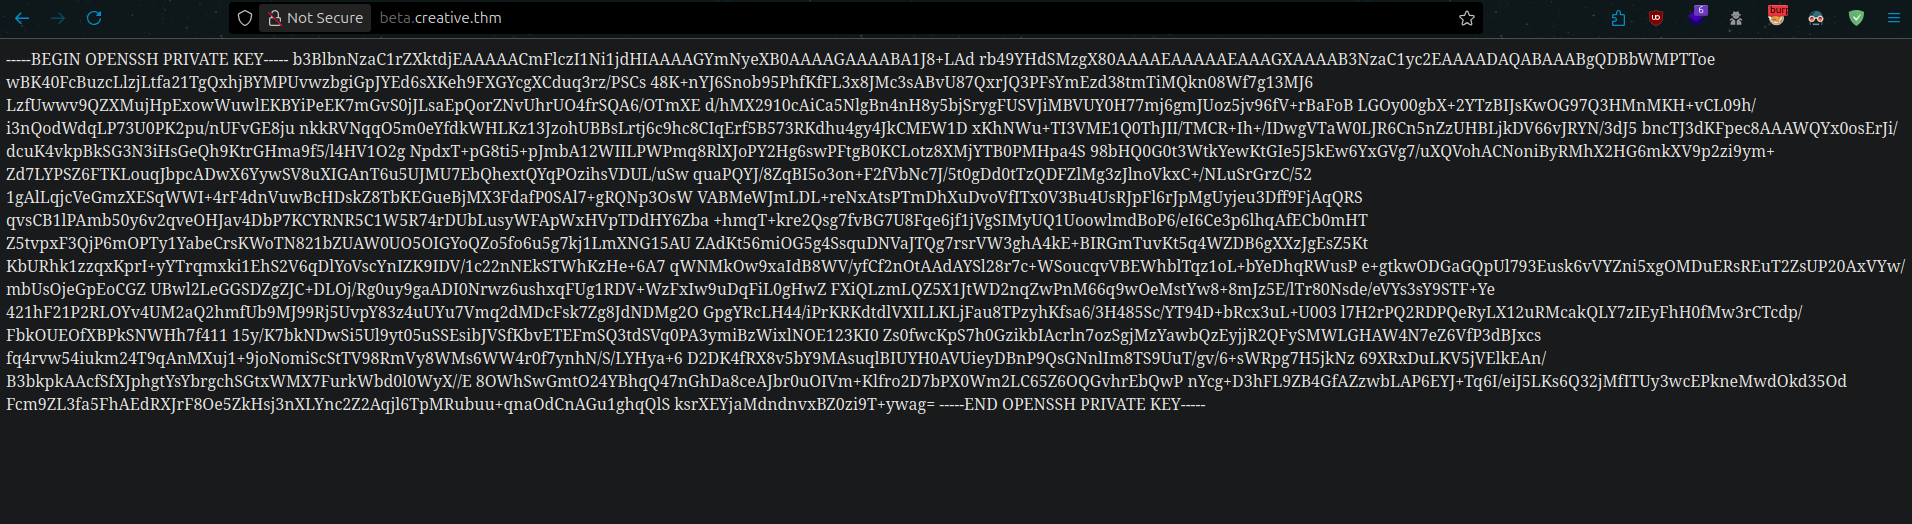 Not Secure
beta.creative.thm
6
burp
-----BEGIN OPENSSH PRIVATE KEY----- b3BlbnNzaC1rZXktdjEAAAAACmFlczI1Ni1jdHIAAAAGYmNyeXB0AAAAGAAAABA1J8+LAd rb49YHdSMzgX80AAAAEAAAAAEAAAGXAAAAB3NzaC1yc2EAAAADAQABAAABgQDBbWMPTToe
wBK40FcBuzcLlzjLtfa21TgQxhjBYMPUvwzbgiGpJYEd6sXKeh9FXGYcgXCduq3rz/PSCs 48K+nYJ6Snob95PhfKfFL3x8JMc3sABvU87QxrJQ3PFsYmEzd38tmTiMQkn08Wf7g13MJ6
LzfUwwv9QZXMujHpExowWuwlEKBYiPeEK7mGvS0jJLsaEpQorZNvUhrUO4frSQA6/OTmXE d/hMX2910cAiCa5NlgBn4nH8y5bjSrygFUSVJiMBVUY0H77mj6gmJUoz5jv96fV+rBaFoB LGOy00gbX+2YTzBIJsKwOG97Q3HMnMKH+vCL09h/
i3nQodWdqLP73U0PK2pu/nUFvGE8ju nkkRVNqqO5m0eYfdkWHLKz13JzohUBBsLrtj6c9hc8CIqErf5B573RKdhu4gy4JkCMEW1D xKhNWu+TI3VME1Q0ThJII/TMCR+Ih+/IDwgVTaW0LJR6Cn5nZzUHBLjkDV66vJRYN/3dJ5 bncTJ3dKFpec8AAAWQYx0osErJi/
dcuK4vkpBkSG3N3iHsGeQh9KtrGHma9f5/l4HV1O2g NpdxT+pG8ti5+pJmbA12WIILPWPmq8RlXJoPY2Hg6swPFtgB0KCLotz8XMjYTB0PMHpa4S 98bHQ0G0t3WtkYewKtGIe5J5kEw6YxGVg7/uXQVohACNoniByRMhX2HG6mkXV9p2zi9ym+
Zd7LYPSZ6FTKLouqJbpcADwX6YywSV8uXIGAnT6u5UJMU7EbQhextQYqPOzihsVDUL/uSw quaPQYJ/8ZqBI5o3on+F2fVbNc7J/5t0gDd0tTzQDFZlMg3zJlnoVkxC+/NLuSrGrzC/52
1gAlLqjcVeGmzXESqWWI+4rF4dnVuwBcHDskZ8TbKEGueBjMX3FdafP0SAl7+gRQNp3OsW VABMeWJmLDL+reNxAtsPTmDhXuDvoVfITx0V3Bu4UsRJpFl6rJpMgUyjeu3Dff9FjAqQRS
qvsCB1lPAmb50y6v2qveOHJav4DbP7KCYRNR5C1W5R74rDUbLusyWFApWxHVpTDdHY6Zba +hmqT+kre2Qsg7fvBG7U8Fqe6jf1jVgSIMyUQ1UoowlmdBoP6/eI6Ce3p6lhqAfECb0mHT
Z5tvpxF3QjP6mOPTy1YabeCrsKWoTN821bZUAW0UO5OIGYoQZo5fo6u5g7kj1LmXNG15AU ZAdKt56miOG5g4SsquDNVaJTQg7rsrVW3ghA4kE+BIRGmTuvKt5q4WZDB6gXXzJgEsZ5Kt
KbURhk1zzqxKprI+yYTrqmxki1EhS2V6qDlYoVscYnIZK9IDV/1c22nNEkSTWhKzHe+6A7 qWNMkOw9xaIdB8WV/yfCf2nOtAAdAYSl28r7c+WSoucqvVBEWhblTqz1oL+bYeDhqRWusP e+gtkwODGaGQpUl793Eusk6vVYZni5xgOMDuERsREuT2ZsUP20AxVYw/
mbUsOjeGpEoCGZ UBwl2LeGGSDZgZJC+DLOj/Rg0uy9gaADI0Nrwz6ushxqFUg1RDV+WzFxIw9uDqFiL0gHwZ FXiQLzmLQZ5X1JtWD2nqZwPnM66q9wOeMstYw8+8mJz5E/lTr80Nsde/eVYs3sY9STF+Ye
421hF21P2RLOYv4UM2aQ2hmfUb9MJ99Rj5UvpY83z4uUYu7Vmq2dMDcFsk7Zg8JdNDMg2O GpgYRcLH44/iPrKRKdtdlVXILLKLjFau8TPZyhKfsa6/3H485Sc/YT94D+bRcx3uL+U003 l7H2rPQ2RDPQeRyLX12uRMcakQLY7zIEyFhH0fMw3rCTcdp/
FbkOUEOfXBPkSNWHh7f411 15y/K7bkNDwSi5Ul9yt05uSSEsibJVSfKbvETEFmSQ3tdSVq0PA3ymiBzWixlNOE123KI0 Zs0fwcKpS7h0GzikbIAcrln7ozSgjMzYawbQzEyjjR2QFySMWLGHAW4N7eZ6VfP3dBJxcs
fq4rvw54iukm24T9qAnMXuj1+9joNomiScStTV98RmVy8WMs6WW4r0f7ynhN/S/LYHya+6 D2DK4fRX8v5bY9MAsuqlBIUYH0AVUieyDBnP9QsGNnlIm8TS9UuT/gv/6+sWRpg7H5jkNz 69XRxDuLKV5jVElkEAn/
B3bkpkAAcfSfXJphgtYsYbrgchSGtxWMX7FurkWbd0l0WyX//E 8OWhSwGmtO24YBhqQ47nGhDa8ceAJbr0uOIVm+Klfro2D7bPX0Wm2LC65Z6OQGvhrEbQwP nYcg+D3hFL9ZB4GfAZzwbLAP6EYJ+Tq6I/eiJ5LKs6Q32jMfITUy3wcEPkneMwdOkd35Od
Fcm9ZL3fa5FhAEdRXJrF8Oe5ZkHsj3nXLYnc2Z2Aqjl6TpMRubuu+qnaOdCnAGu1ghqQlS ksrXEYjaMdndnvxBZ0zi9T+ywag= -----END OPENSSH PRIVATE KEY-----